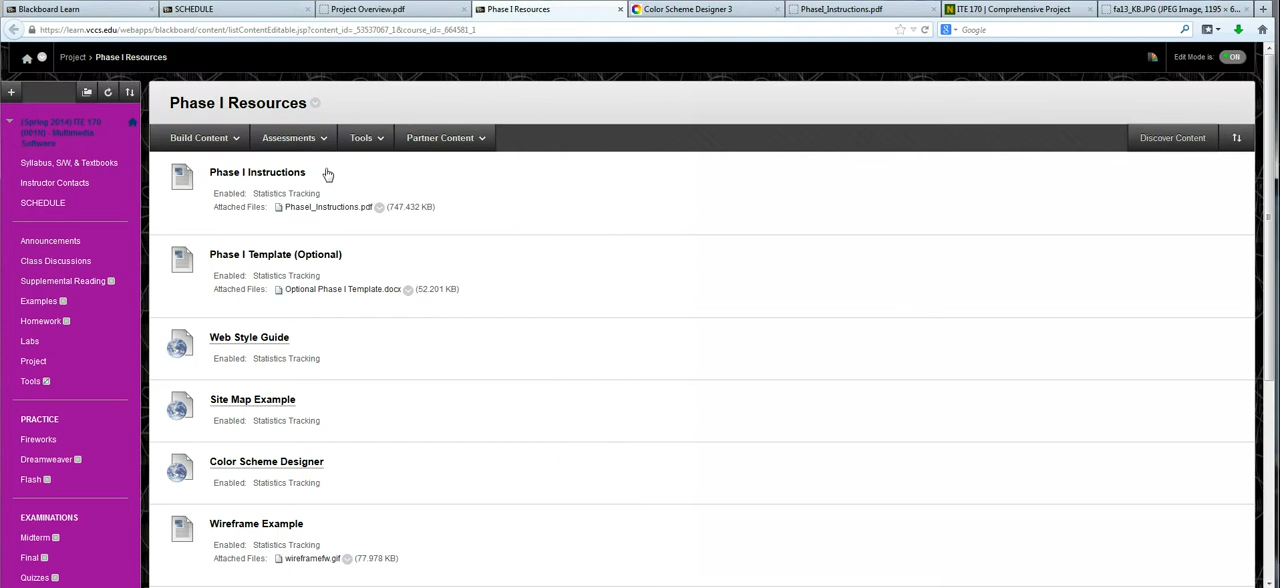 Blackboard Learn
SCHEDULE
Project Overview.pdf
Phase I Resources
Color Scheme Designer 3
PhaseI_Instructions.pdf
ITE 170 | Comprehensive Project
fa13_KB.JPG (JPEG Image, 1195 × 6...
https://learn.vccs.edu/webapps/blackboard/content/listContentEditable.jsp?content_id=_53537067_1&course_id=_664581_1
Google
Project > Phase I Resources
Edit Mode is: ON
(Spring 2014) ITE 170
(001N) - Multimedia
Software
Syllabus, S/W, & Textbooks
Instructor Contacts
SCHEDULE
Announcements
Class Discussions
Supplemental Reading
Examples
Homework
Labs
Project
Tools
PRACTICE
Fireworks
Dreamweaver
Flash
EXAMINATIONS
Midterm
Final
Quizzes
Phase I Resources
Build Content
Assessments
Tools
Partner Content
Discover Content
Phase I Instructions
Enabled: Statistics Tracking
Attached Files: PhaseI_Instructions.pdf (747.432 KB)
Phase I Template (Optional)
Enabled: Statistics Tracking
Attached Files: Optional Phase I Template.docx (52.201 KB)
Web Style Guide
Enabled: Statistics Tracking
Site Map Example
Enabled: Statistics Tracking
Color Scheme Designer
Enabled: Statistics Tracking
Wireframe Example
Enabled: Statistics Tracking
Attached Files: wireframefw.gif (77.978 KB)